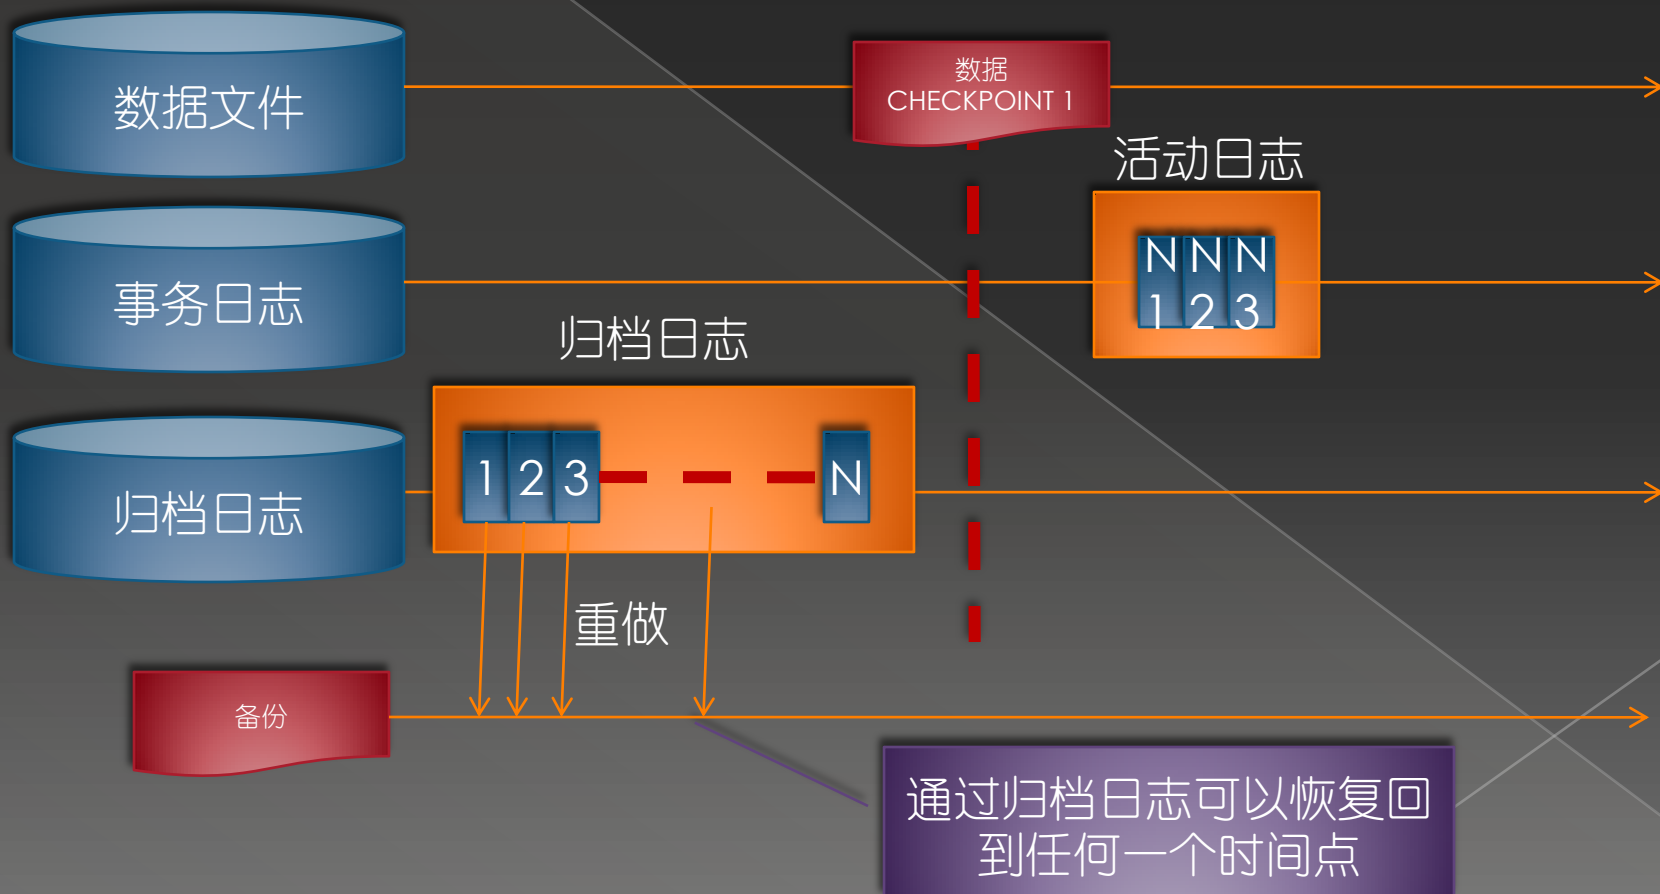 数据文件
数据
CHECKPOINT 1
活动日志
事务日志
N N N
1 2 3
归档日志
归档日志
1 2 3 N
重做
备份
通过归档日志可以恢复回
到任何一个时间点